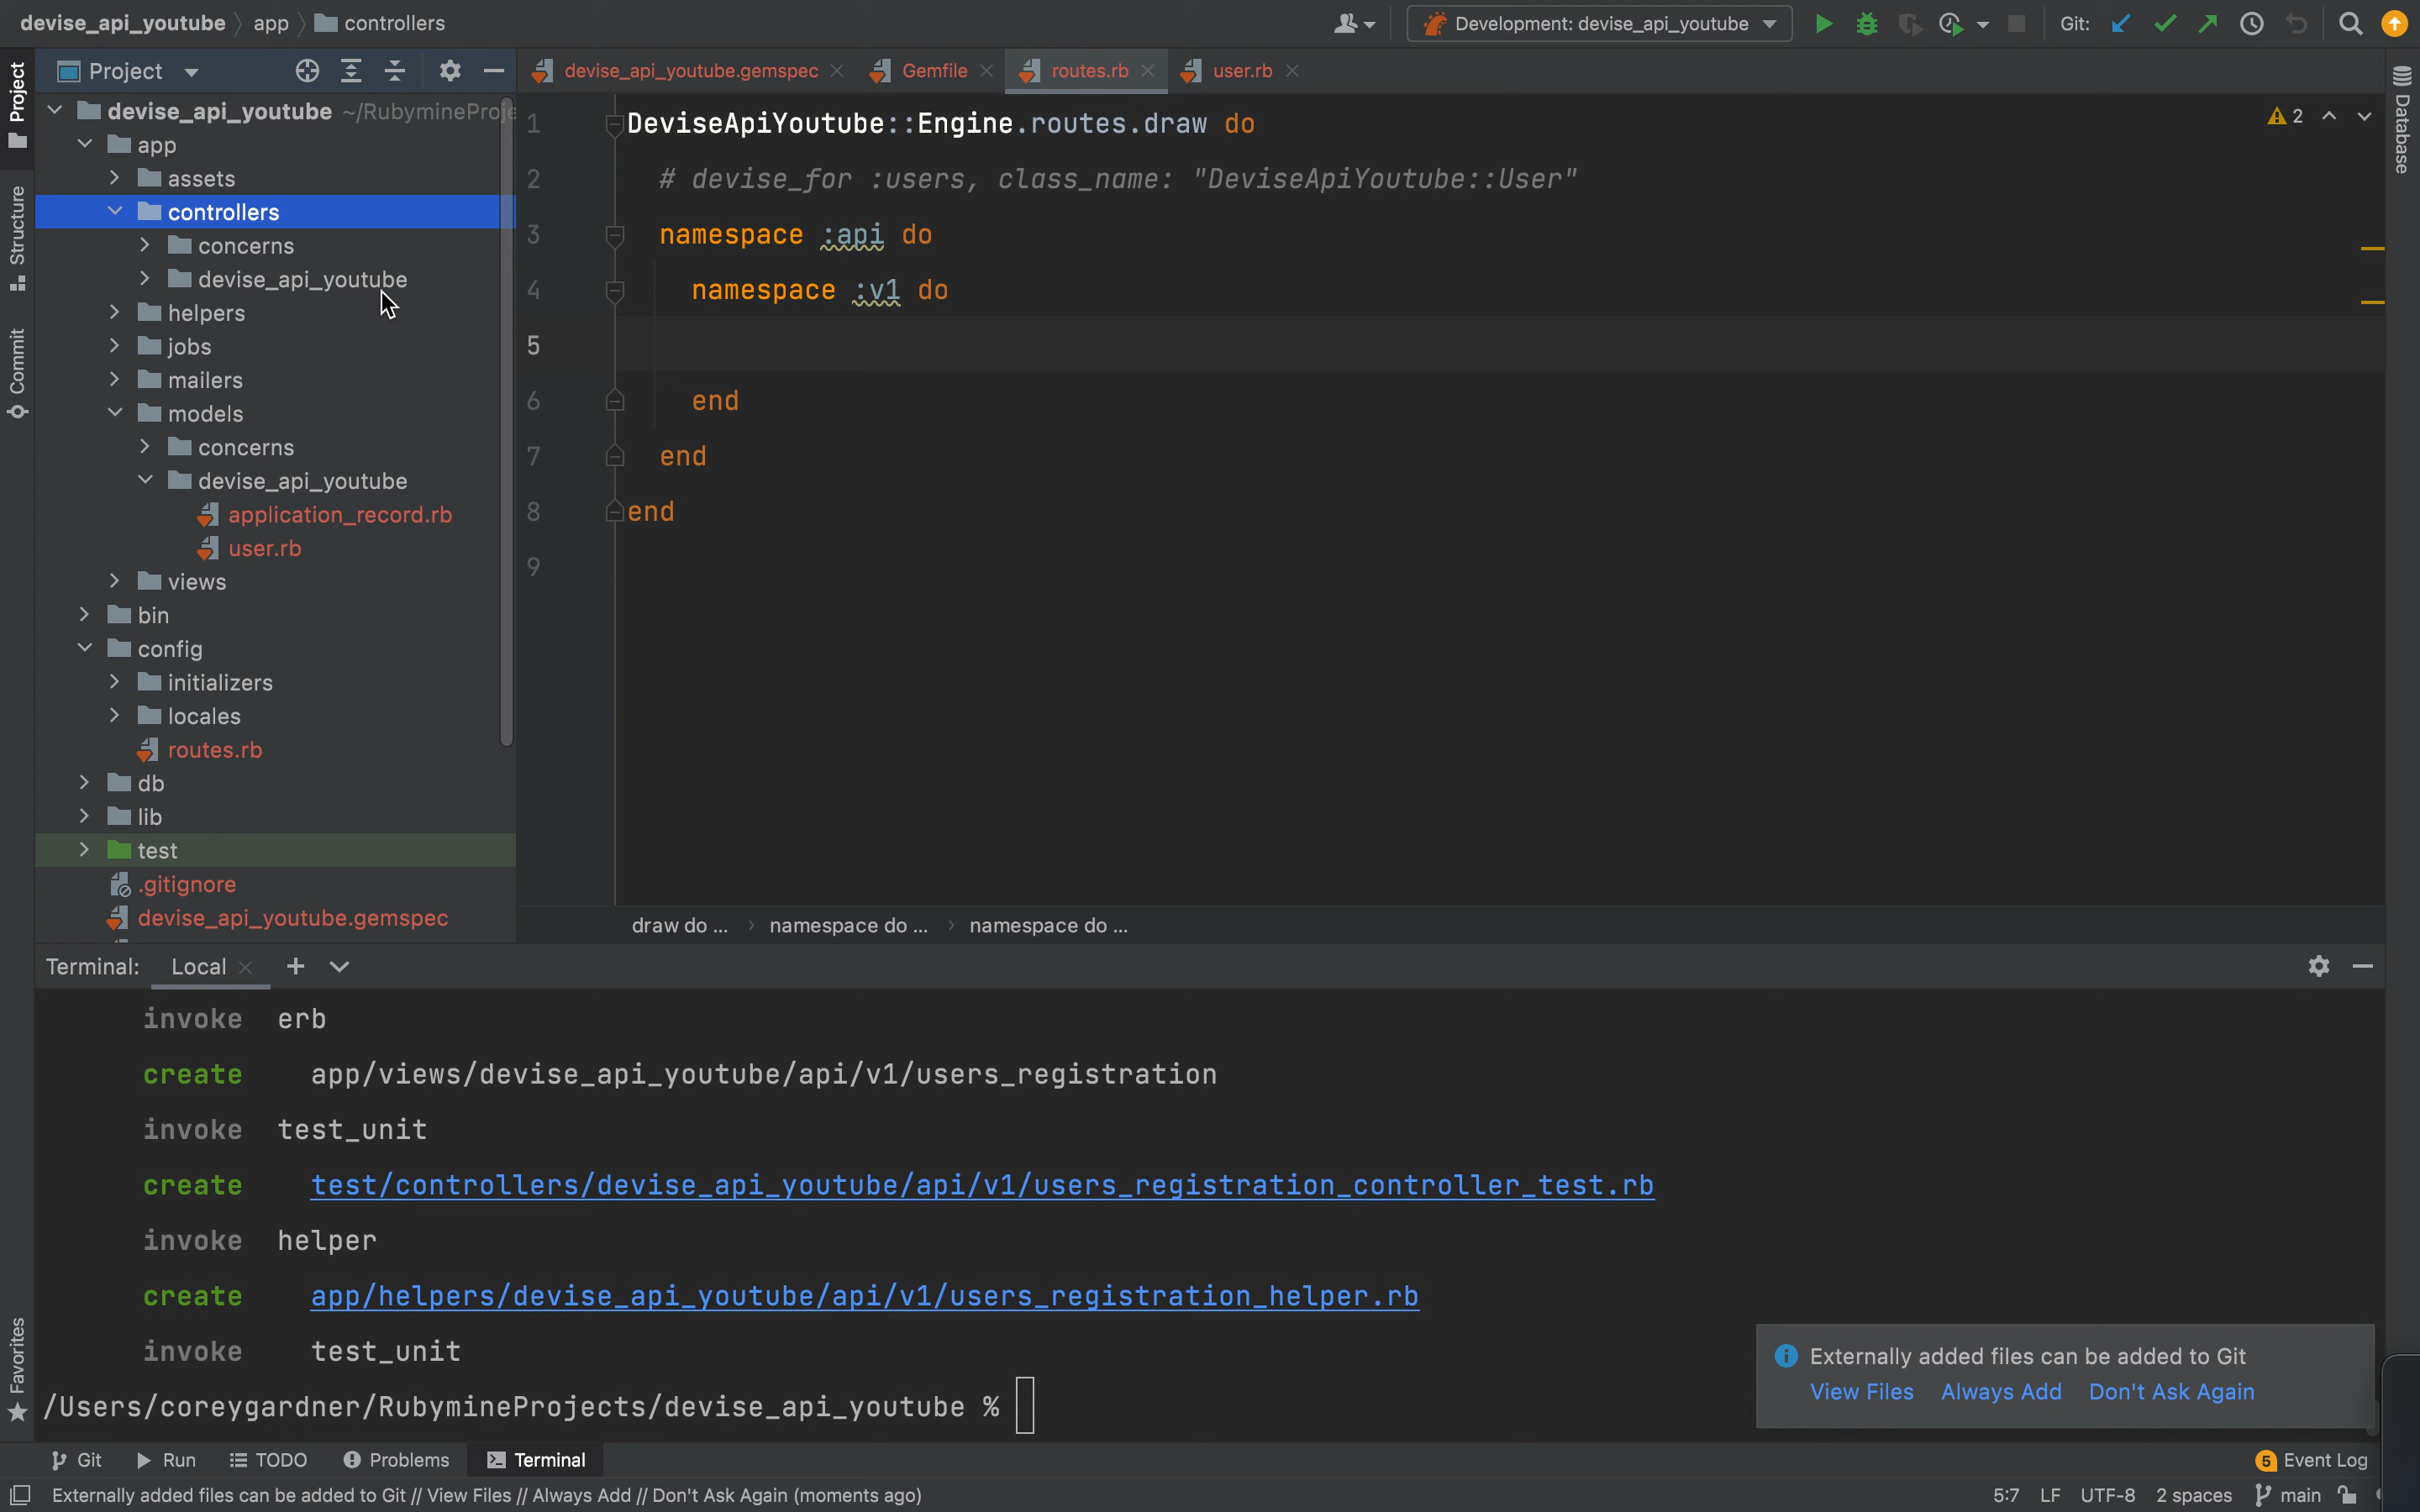 devise_api_youtube > app > controllers
Development: devise_api_youtube
Git:
Project
devise_api_youtube.gemspec
Gemfile
routes.rb
user.rb
Project
Structure
Commit
Favorites
Database
devise_api_youtube ~/RubymineProje
app
assets
controllers
concerns
devise_api_youtube
helpers
jobs
mailers
models
concerns
devise_api_youtube
application_record.rb
user.rb
views
bin
config
initializers
locales
routes.rb
db
lib
test
.gitignore
devise_api_youtube.gemspec
2
1 DeviseApiYoutube::Engine.routes.draw do
2 # devise_for :users, class_name: "DeviseApiYoutube::User"
3 namespace :api do
4 namespace :v1 do
5
6 end
7 end
8 end
9
draw do ... › namespace do ... › namespace do ...
Terminal: Local
invoke erb
create app/views/devise_api_youtube/api/v1/users_registration
invoke test_unit
create test/controllers/devise_api_youtube/api/v1/users_registration_controller_test.rb
invoke helper
create app/helpers/devise_api_youtube/api/v1/users_registration_helper.rb
invoke test_unit
/Users/coreygardner/RubymineProjects/devise_api_youtube %
Externally added files can be added to Git
View Files Always Add Don't Ask Again
Git Run TODO Problems Terminal
5 Event Log
Externally added files can be added to Git // View Files // Always Add // Don't Ask Again (moments ago)
5:7 LF UTF-8 2 spaces main